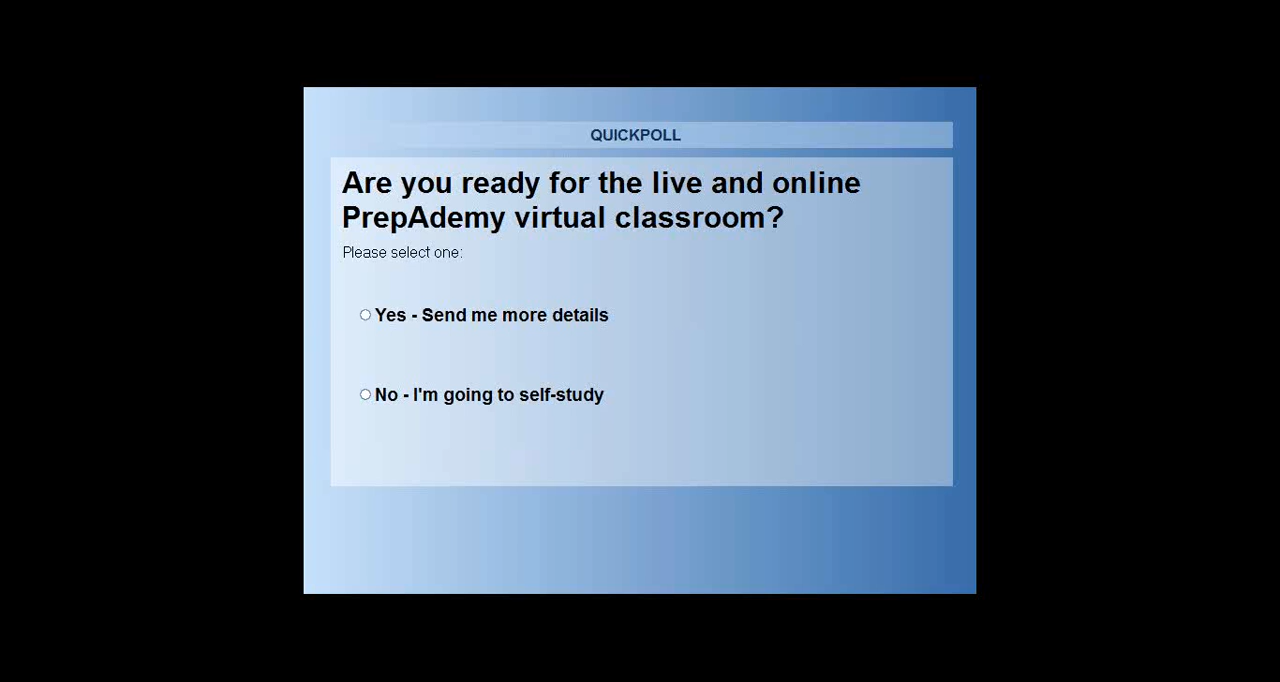 QUICKPOLL
Are you ready for the live and online
PrepAdemy virtual classroom?
Please select one:
Yes - Send me more details
No - I'm going to self-study